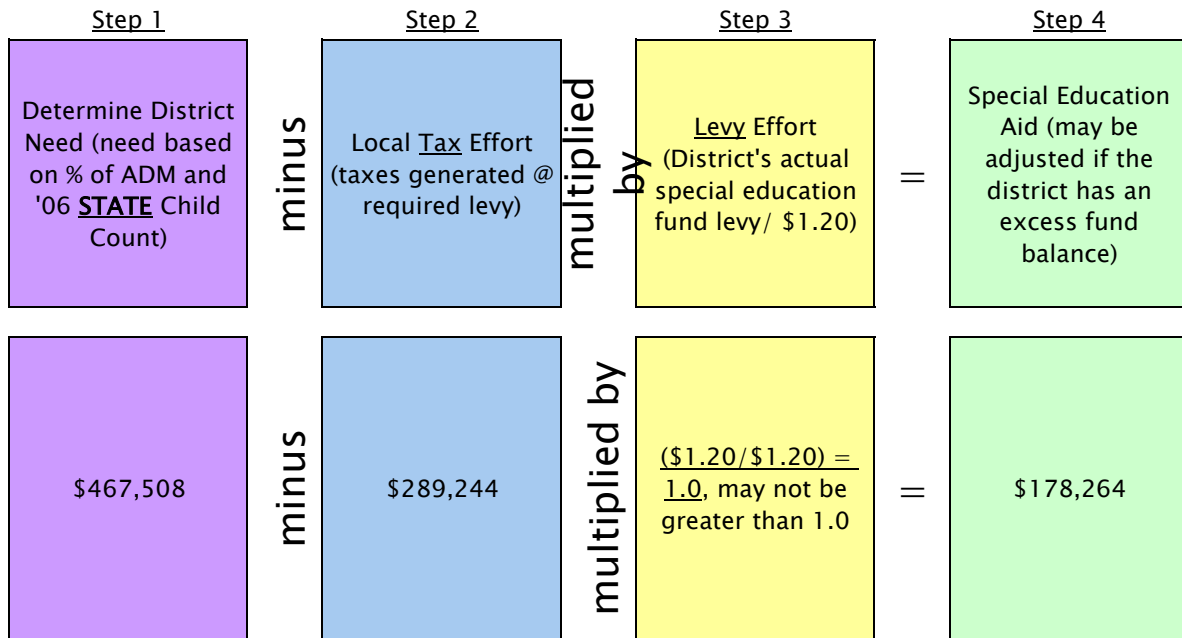 Step 1
Step 2
Step 3
Step 4
Determine District
Need (need based
on % of ADM and
'06 STATE Child
Count)
minus
Local Tax Effort
(taxes generated @
required levy)
multiplied
by
Levy Effort
(District's actual
special education
fund levy/ $1.20)
=
Special Education
Aid (may be
adjusted if the
district has an
excess fund
balance)
$467,508
minus
$289,244
multiplied by
($1.20/$1.20) =
1.0, may not be
greater than 1.0
=
$178,264